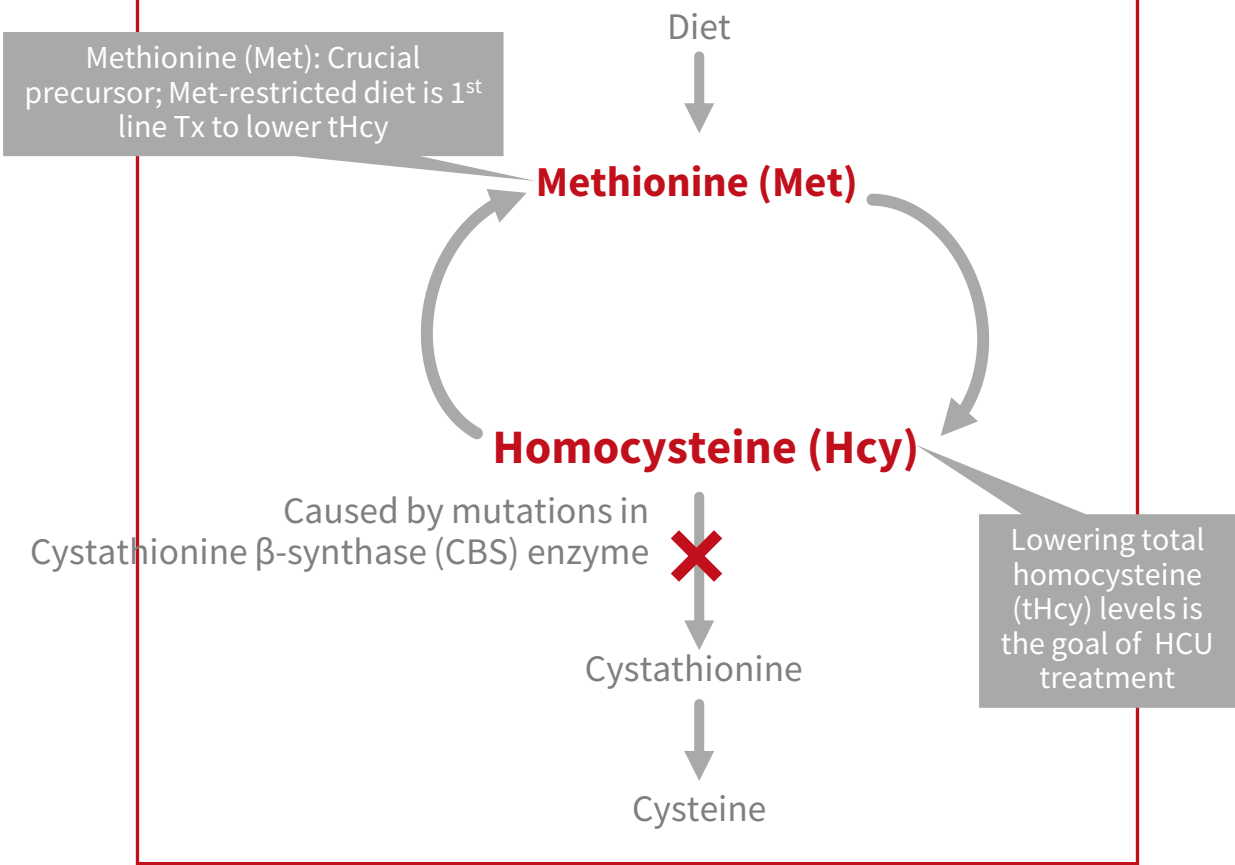 Diet
Methionine (Met): Crucial
precursor; Met-restricted diet is 1st
line Tx to lower tHcy
Methionine (Met)
Homocysteine (Hcy)
Caused by mutations in
Cystathionine β-synthase (CBS) enzyme
Lowering total
homocysteine
(tHcy) levels is
the goal of HCU
treatment
Cystathionine
Cysteine